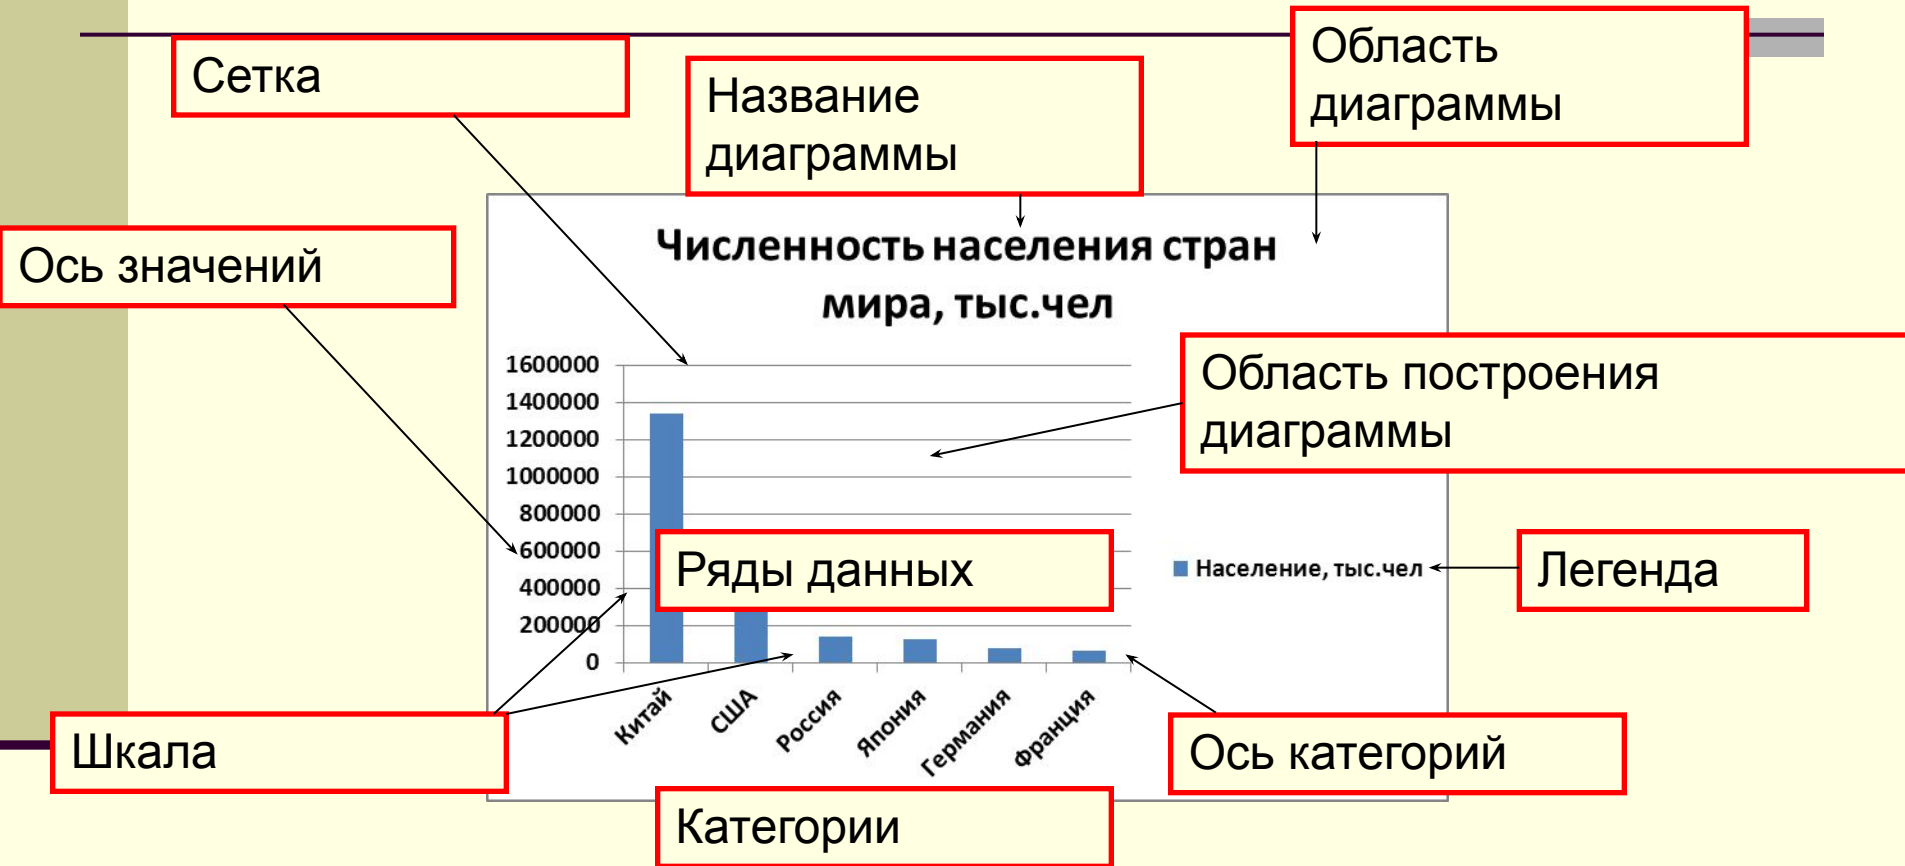 Сетка
Название
диаграммы
Область
диаграммы
Ось значений
Численность населения стран
мира, тыс.чел
Область построения
диаграммы
1600000
1400000
1200000
1000000
800000
600000
400000
200000
0
Ряды данных
Население, тыс.чел
Легенда
Китай
США
Россия
Япония
Германия
Франция
Шкала
Ось категорий
Категории